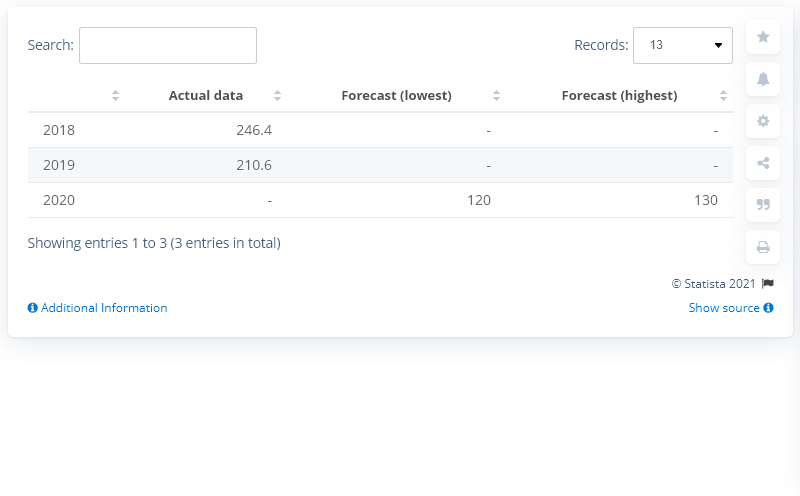 Search:
Records: 13
Actual data Forecast (lowest) Forecast (highest)
2018 246.4 - -
2019 210.6 - -
2020 - 120 130
Showing entries 1 to 3 (3 entries in total)
© Statista 2021
Additional Information Show source